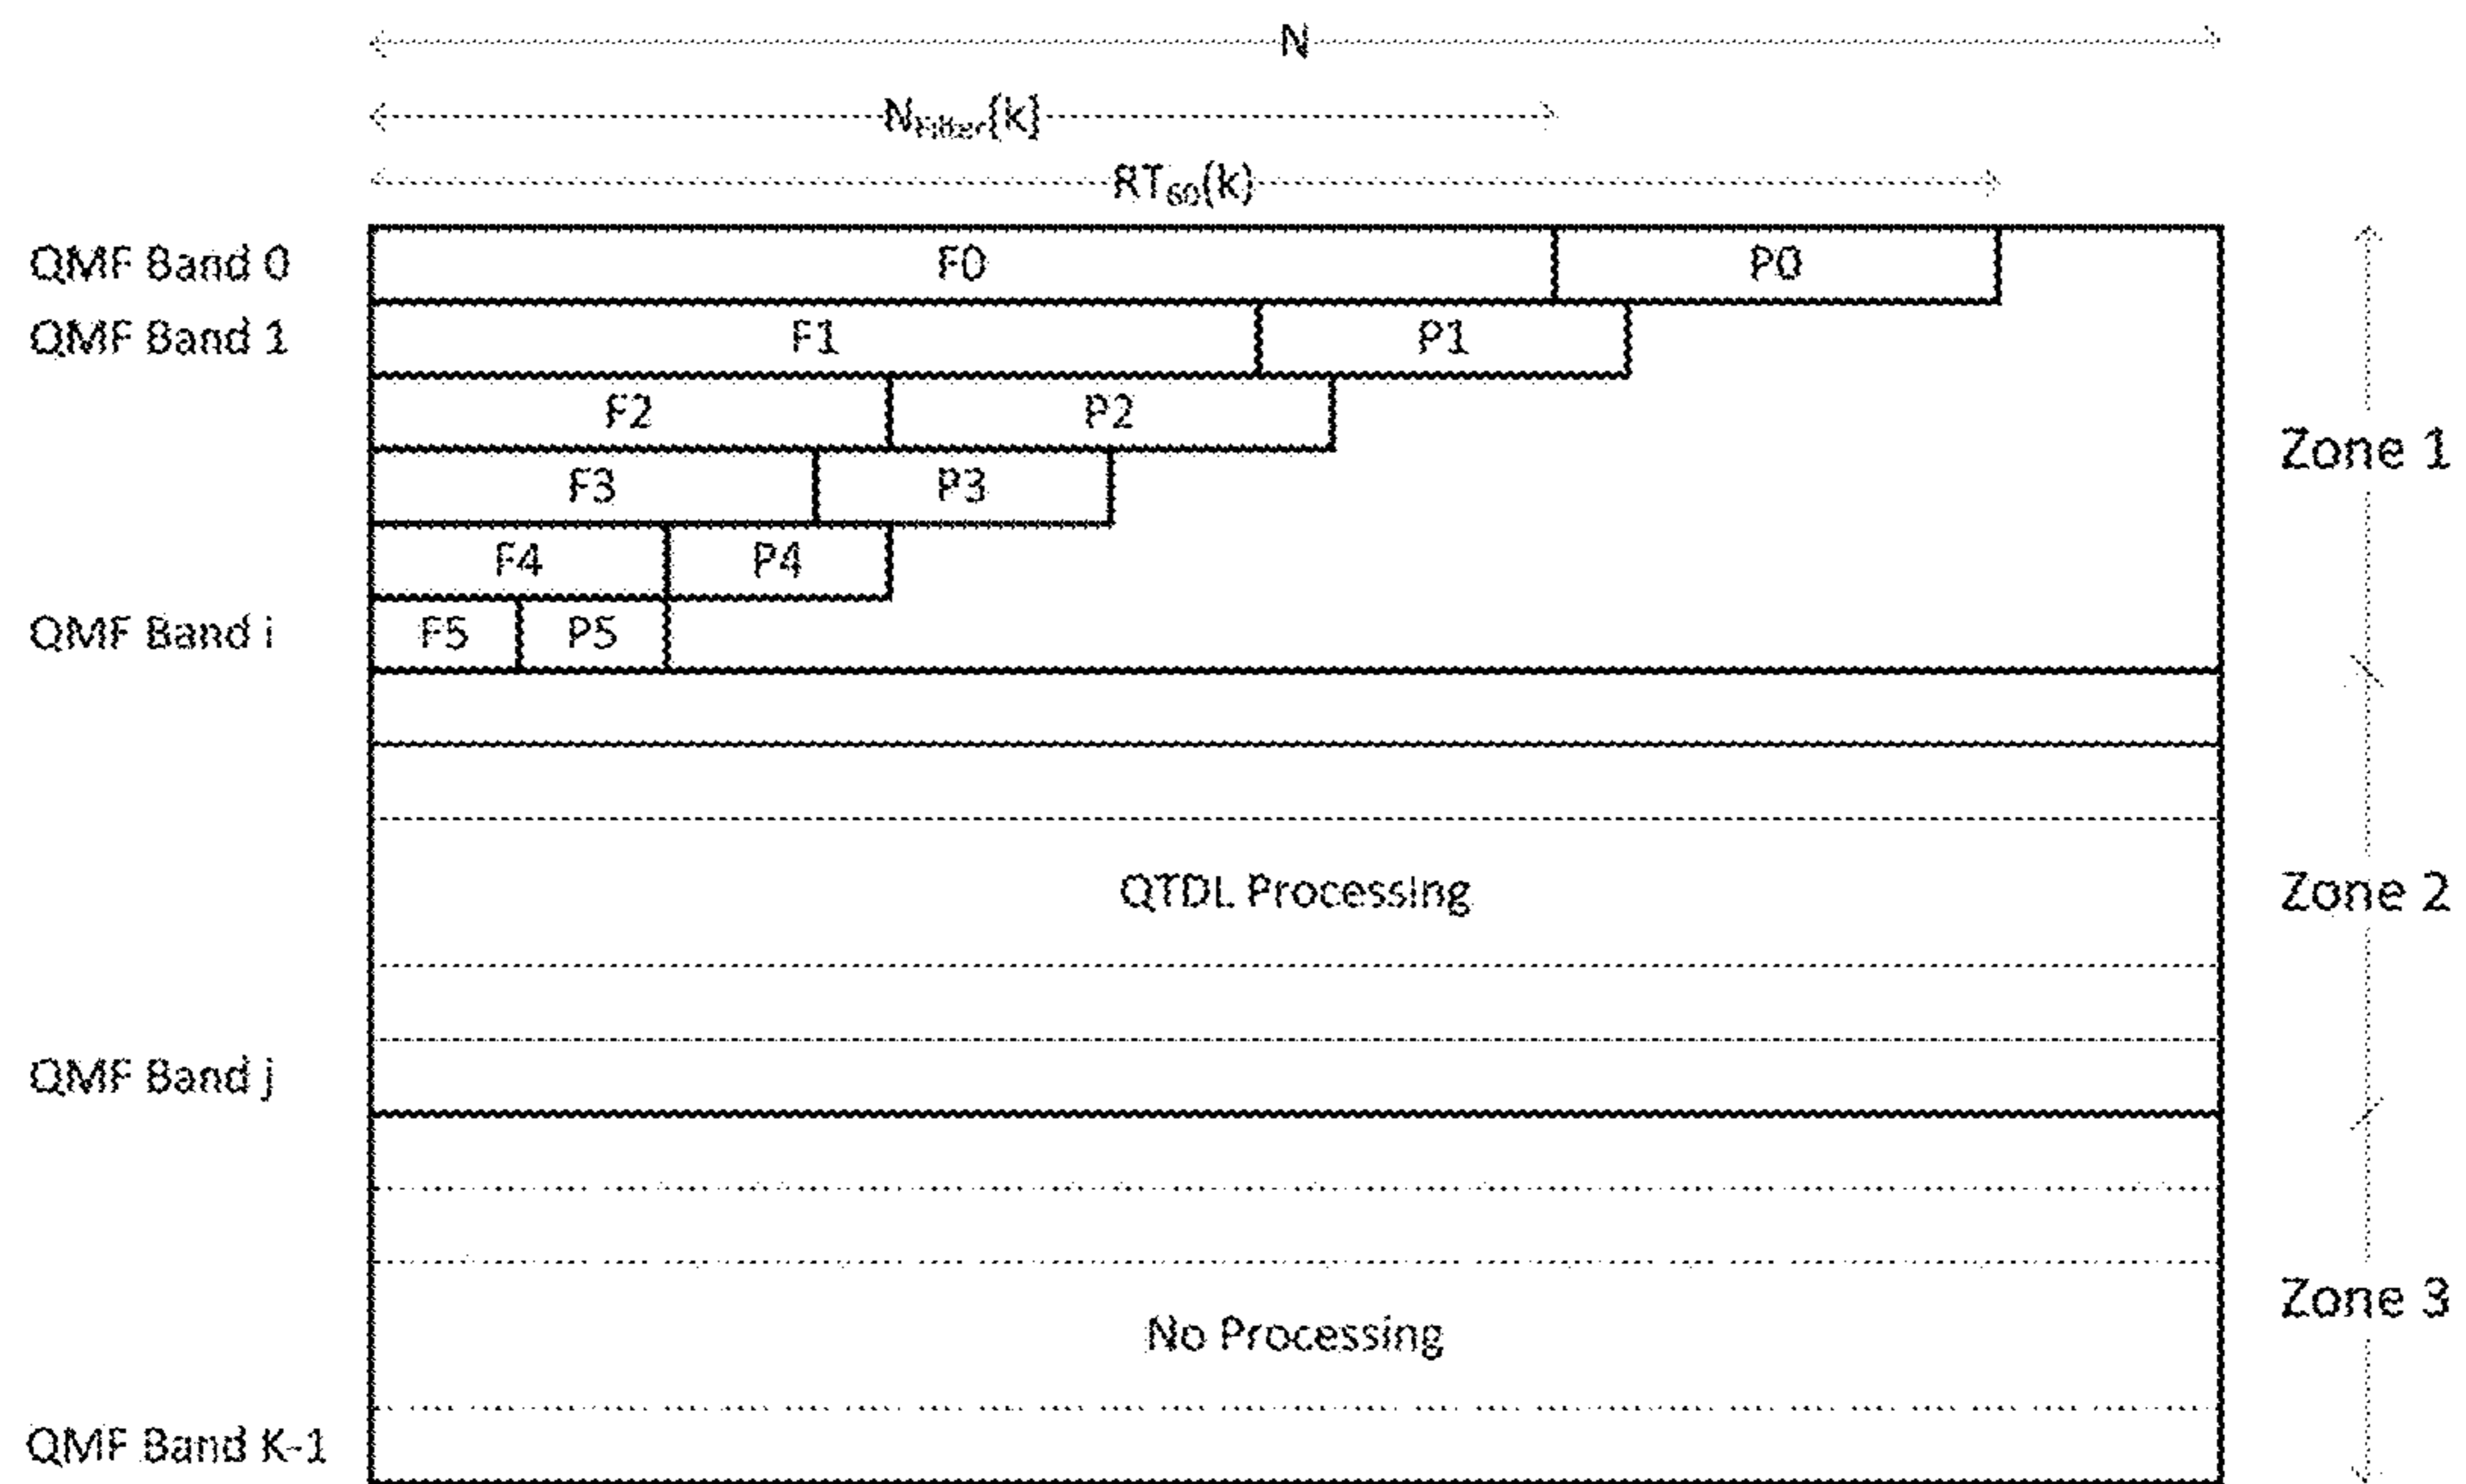 N
N_Filter[k]
RT_60(k)
QMF Band 0 F0 P0
QMF Band 1 F1 P1
F2 P2
F3 P3
Zone 1
F4 P4
QMF Band i F5 P5
QTDL Processing
Zone 2
QMF Band j
Zone 3
No Processing
QMF Band K-1